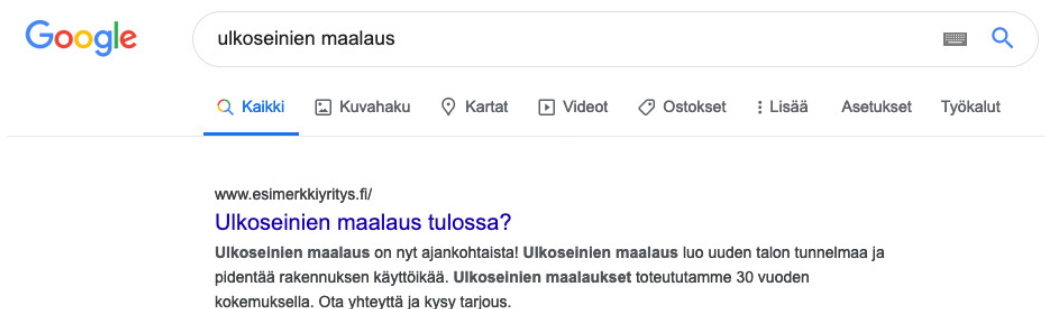 Google
ulkoseinien maalaus
Kaikki Kuvahaku Kartat Videot Ostokset Lisää Asetukset Työkalut
www.esimerkkiyritys.fi/
Ulkoseinien maalaus tulossa?
Ulkoseinien maalaus on nyt ajankohtaista! Ulkoseinien maalaus luo uuden talon tunnelmaa ja
pidentää rakennuksen käyttöikää. Ulkoseinien maalaukset toteututamme 30 vuoden
kokemuksella. Ota yhteyttä ja kysy tarjous.